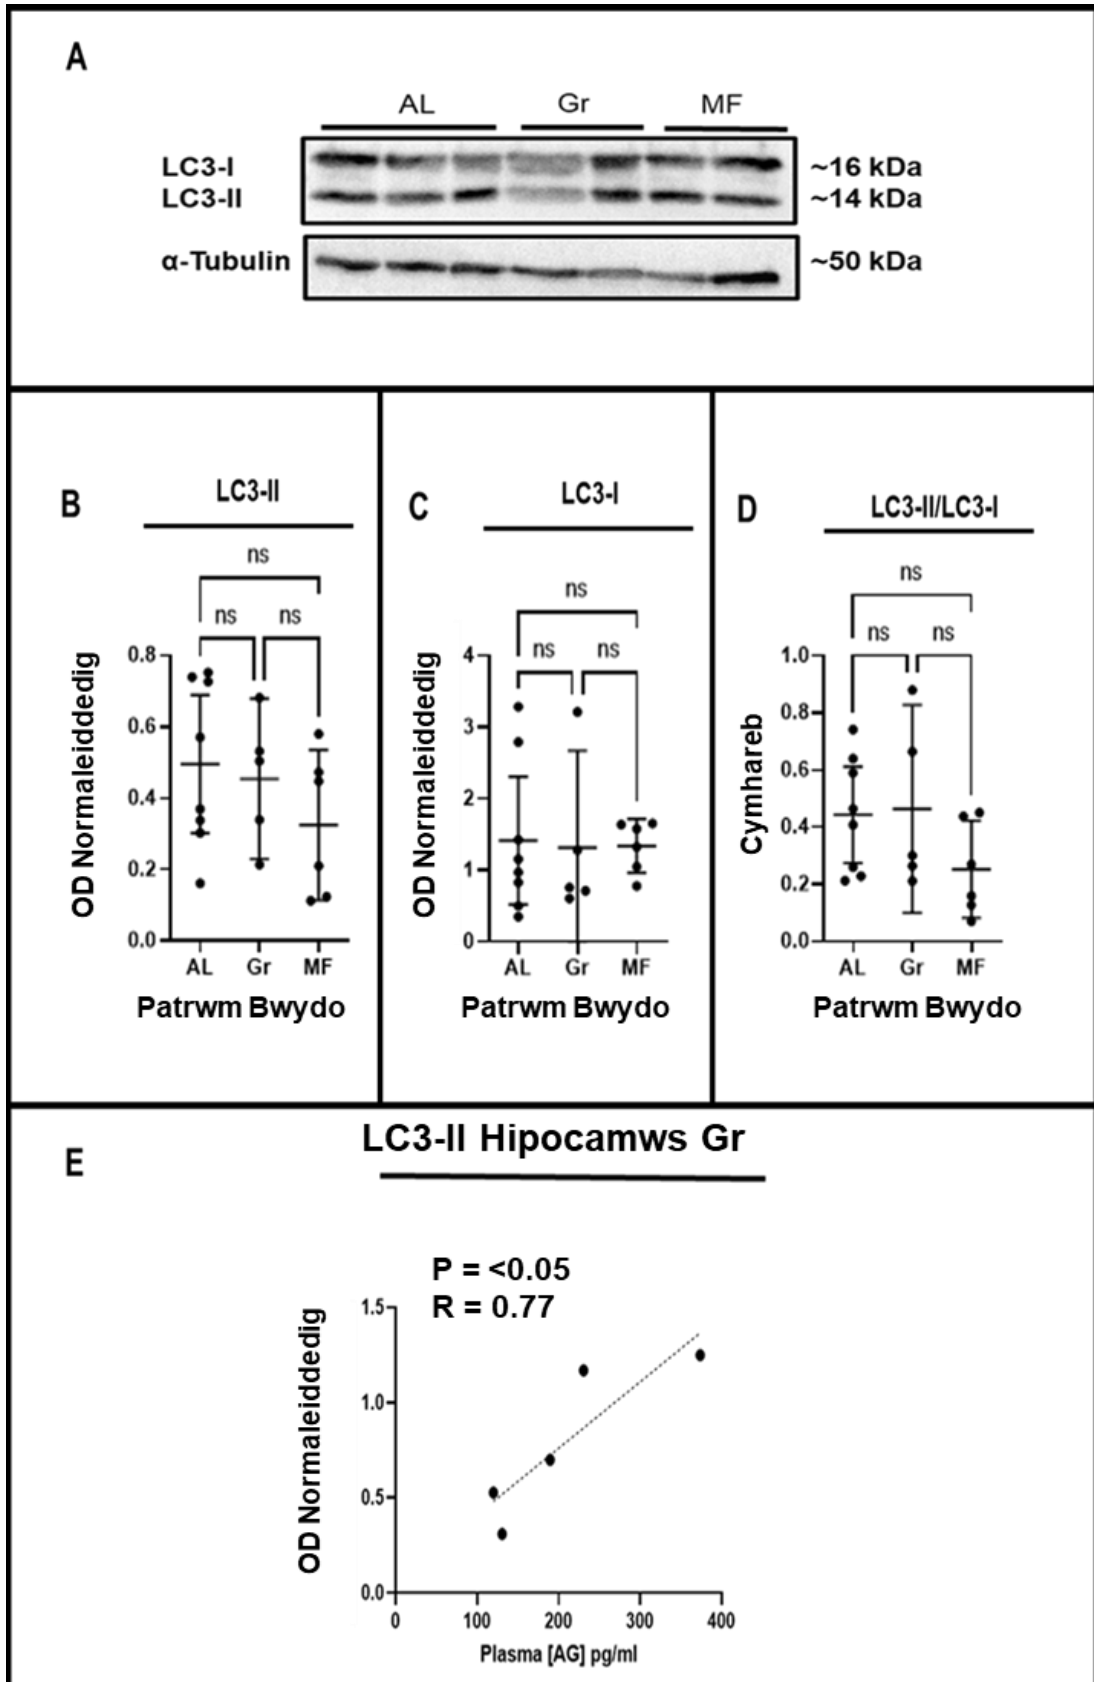 A
AL Gr MF
LC3-I ~16 kDa
LC3-II ~14 kDa
α-Tubulin ~50 kDa
B
LC3-II
ns
ns ns
OD Normaleiddedig
0.8
0.6
0.4
0.2
0.0
AL Gr MF
Patrwm Bwydo
C
LC3-I
ns
ns ns
OD Normaleiddedig
4
3
2
1
0
AL Gr MF
Patrwm Bwydo
D
LC3-II/LC3-I
ns
ns ns
Cymhareb
1.0
0.8
0.6
0.4
0.2
0.0
AL Gr MF
Patrwm Bwydo
E
LC3-II Hipocamws Gr
P = <0.05
R = 0.77
OD Normaleiddedig
1.5
1.0
0.5
0.0
0 100 200 300 400
Plasma [AG] pg/ml